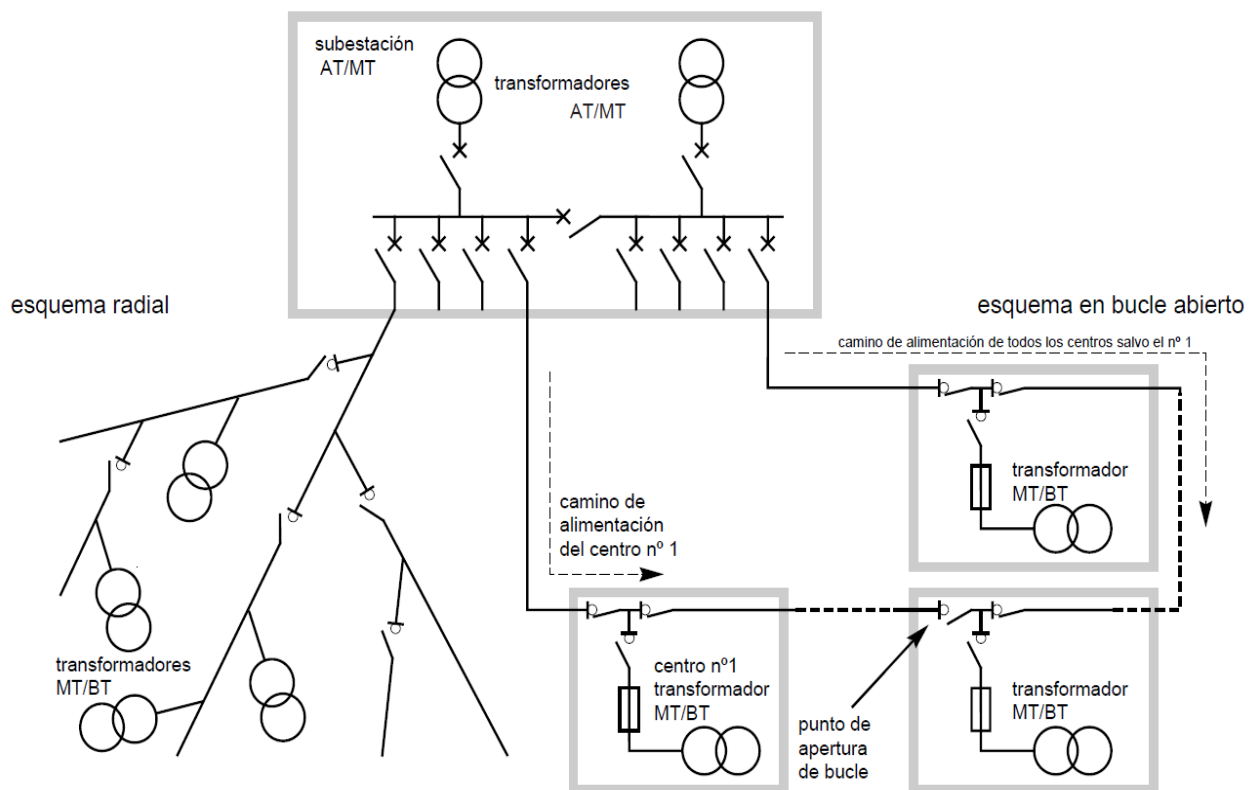 subestación
AT/MT
transformadores
AT/MT
esquema radial
esquema en bucle abierto
camino de alimentación de todos los centros salvo el nº 1
transformador
MT/BT
camino de
alimentación
del centro nº 1
transformadores
MT/BT
centro nº1
transformador
MT/BT
punto de
apertura
de bucle
transformador
MT/BT